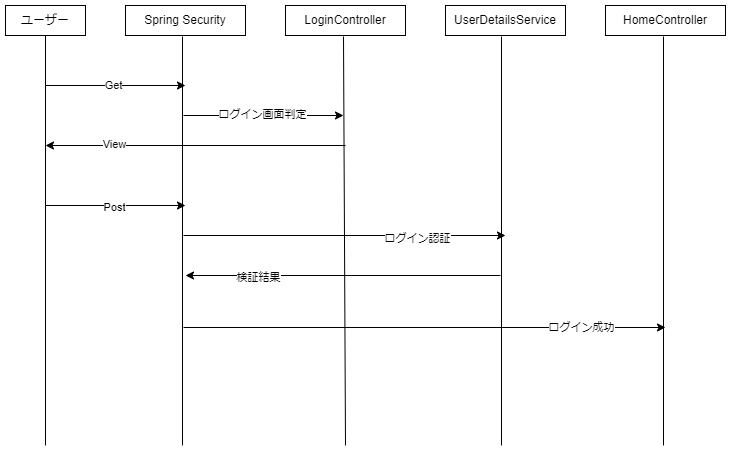 ユーザー
Spring Security
LoginController
UserDetailsService
HomeController
Get
ログイン画面判定
View
Post
ログイン認証
検証結果
ログイン成功